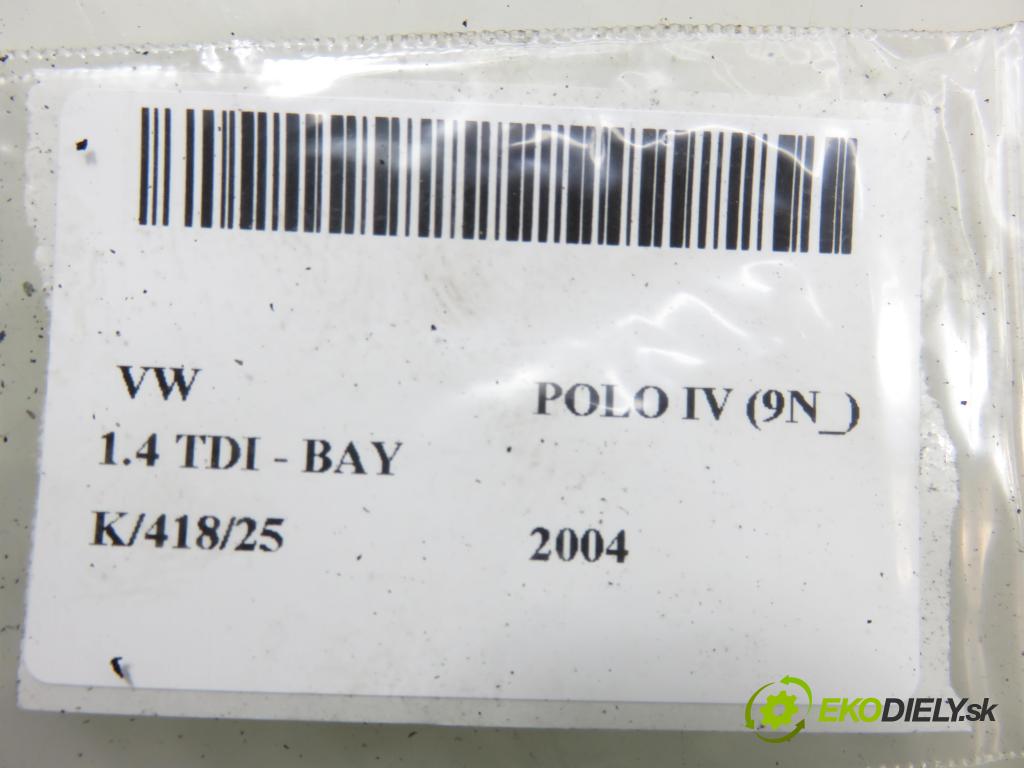 VW POLO IV (9N_)
1.4 TDI - BAY
K/418/25 2004
EKODIELY.sk